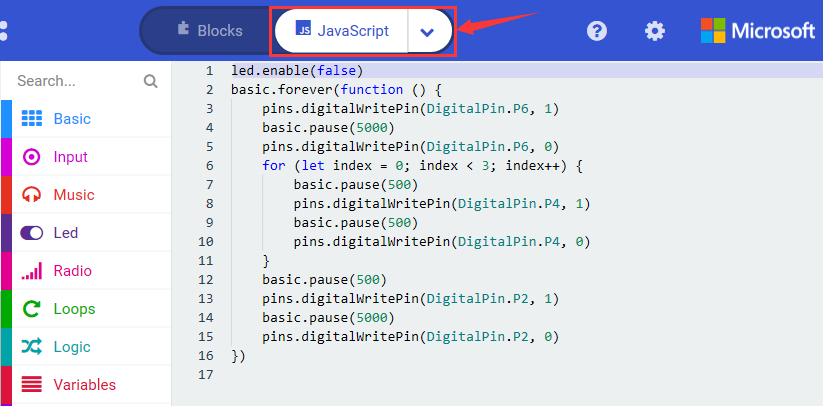 Blocks
JS JavaScript
?
Microsoft
Search...
Basic
Input
Music
Led
Radio
Loops
Logic
Variables
1 led.enable(false)
2 basic.forever(function () {
3     pins.digitalWritePin(DigitalPin.P6, 1)
4     basic.pause(5000)
5     pins.digitalWritePin(DigitalPin.P6, 0)
6     for (let index = 0; index < 3; index++) {
7         basic.pause(500)
8         pins.digitalWritePin(DigitalPin.P4, 1)
9         basic.pause(500)
10         pins.digitalWritePin(DigitalPin.P4, 0)
11     }
12     basic.pause(500)
13     pins.digitalWritePin(DigitalPin.P2, 1)
14     basic.pause(5000)
15     pins.digitalWritePin(DigitalPin.P2, 0)
16 })
17